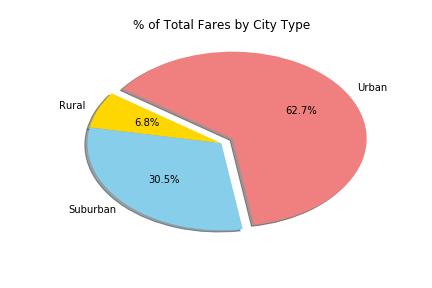 % of Total Fares by City Type
Urban
62.7%
Rural
6.8%
30.5%
Suburban